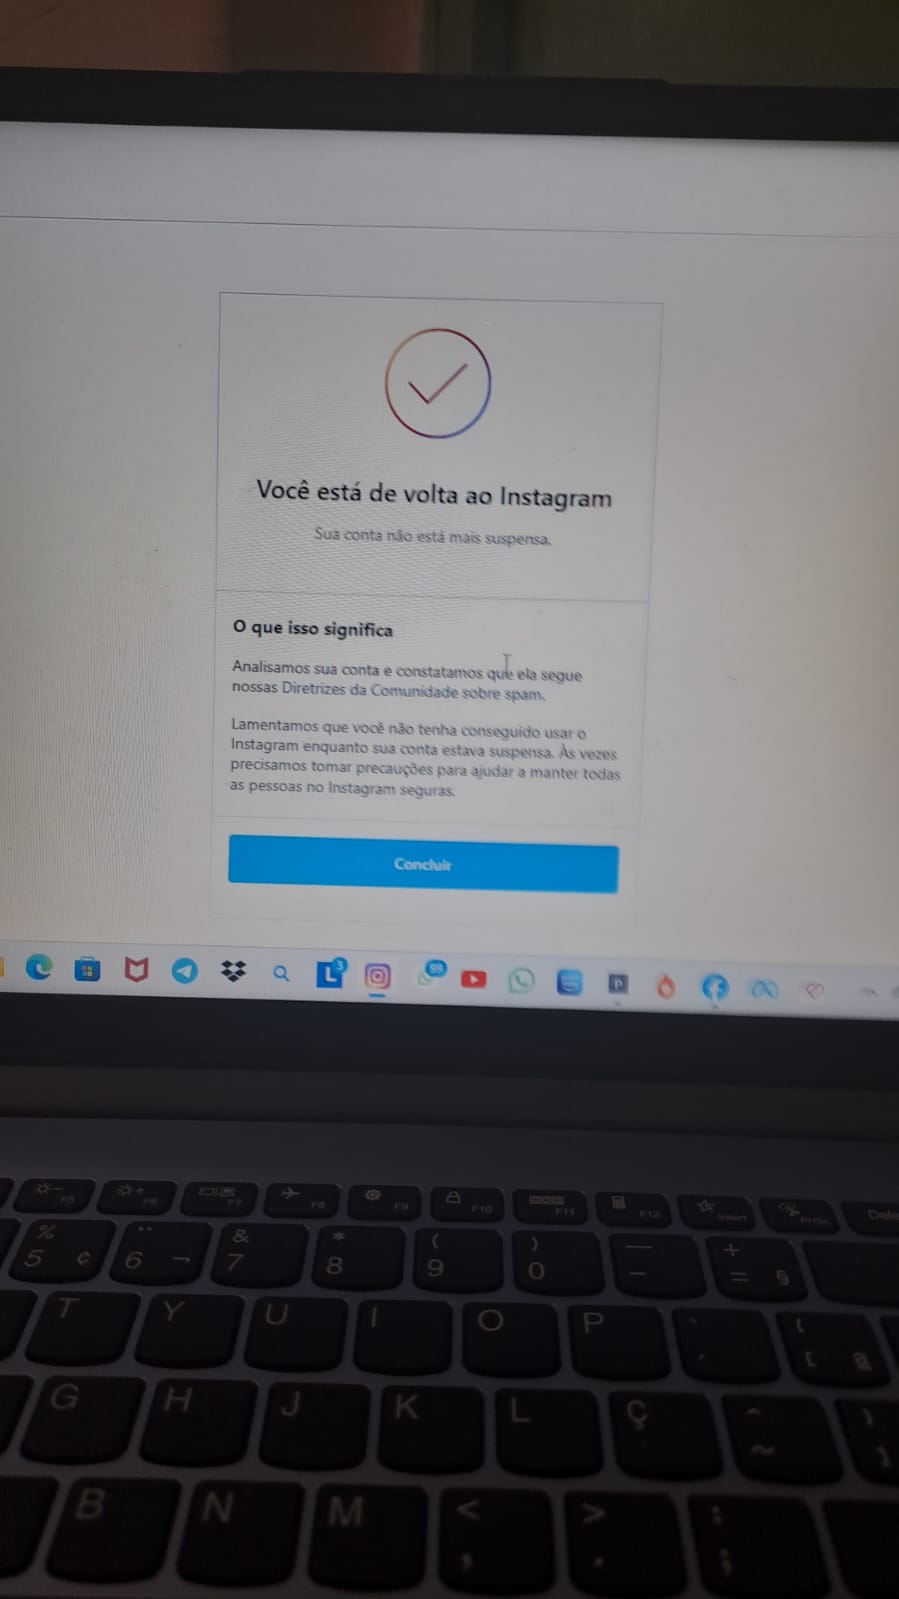 Você está de volta ao Instagram
Sua conta não está mais suspensa.
O que isso significa
Analisamos sua conta e constatamos que ela segue
nossas Diretrizes da Comunidade sobre spam.
Lamentamos que você não tenha conseguido usar o
Instagram enquanto sua conta estava suspensa. Às vezes
precisamos tomar precauções para ajudar a manter todas
as pessoas no Instagram seguras.
Concluir
L 3 99 P
F5 F6 F7 F8 F9 F10 F11 F12 Insert PrtSc Dele
% ¨ & * ( ) — +
5 ¢ 6 ¬ 7 8 9 0 - = §
T Y U I O P [ ª
G H J K L Ç ^ ~
B N M < , > . : ;